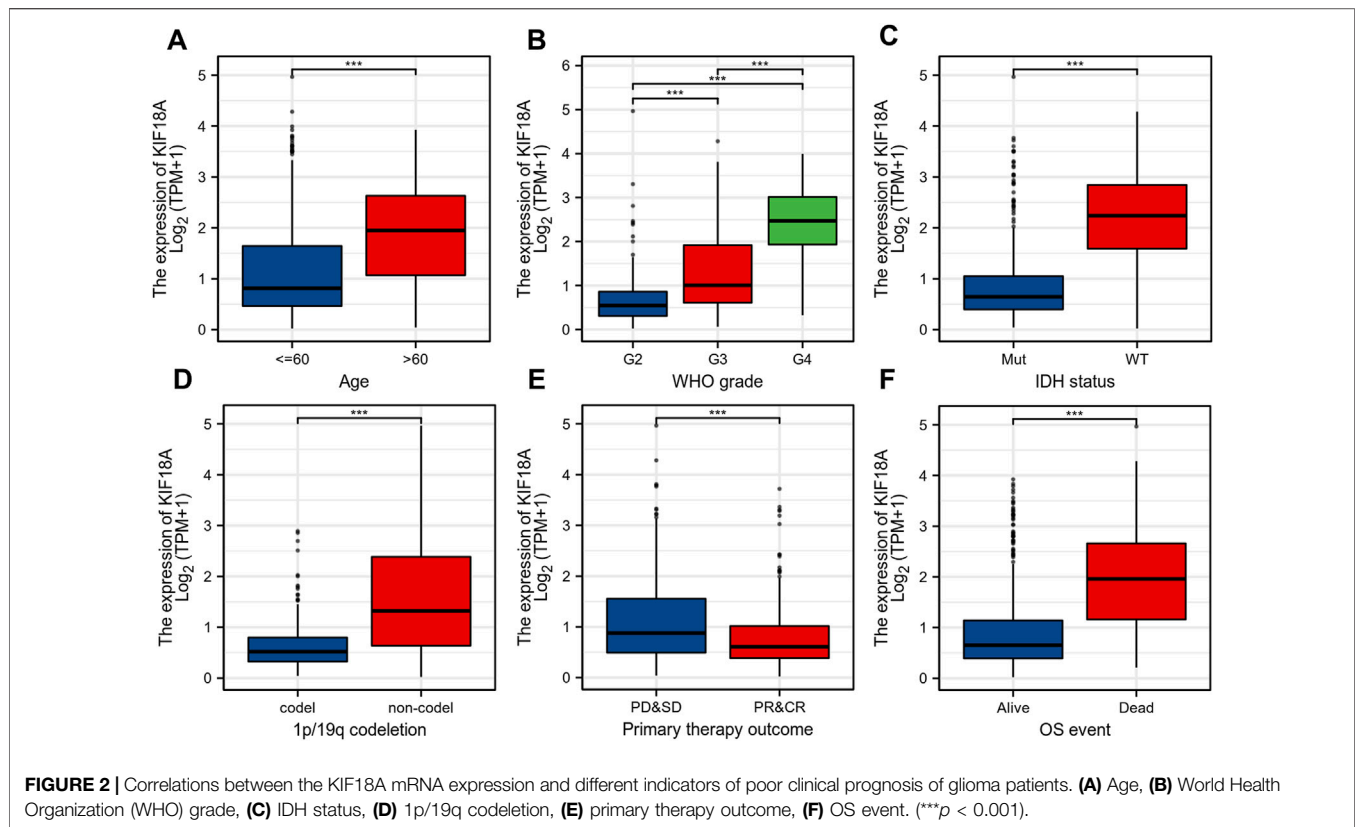 A
The expression of KIF18A
Log2 (TPM+1)
5
4
3
2
1
0
***
<=60
>60
Age
B
The expression of KIF18A
Log2 (TPM+1)
6
5
4
3
2
1
0
***
***
***
G2
G3
G4
WHO grade
C
The expression of KIF18A
Log2 (TPM+1)
5
4
3
2
1
0
***
Mut
WT
IDH status
D
The expression of KIF18A
Log2 (TPM+1)
5
4
3
2
1
0
***
codel
non-codel
1p/19q codeletion
E
The expression of KIF18A
Log2 (TPM+1)
5
4
3
2
1
0
***
PD&SD
PR&CR
Primary therapy outcome
F
The expression of KIF18A
Log2 (TPM+1)
5
4
3
2
1
0
***
Alive
Dead
OS event
FIGURE 2 | Correlations between the KIF18A mRNA expression and different indicators of poor clinical prognosis of glioma patients. (A) Age, (B) World Health
Organization (WHO) grade, (C) IDH status, (D) 1p/19q codeletion, (E) primary therapy outcome, (F) OS event. (***p < 0.001).